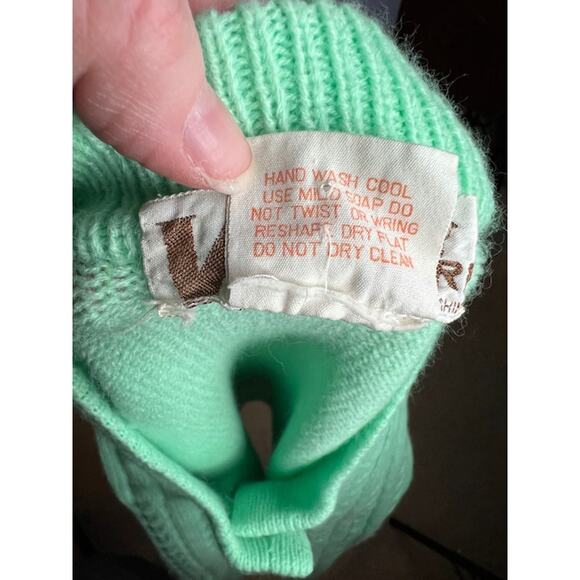 HAND WASH COOL
USE MILD SOAP DO
NOT TWIST OR WRING
RESHAPE DRY FLAT
DO NOT DRY CLEAN
V